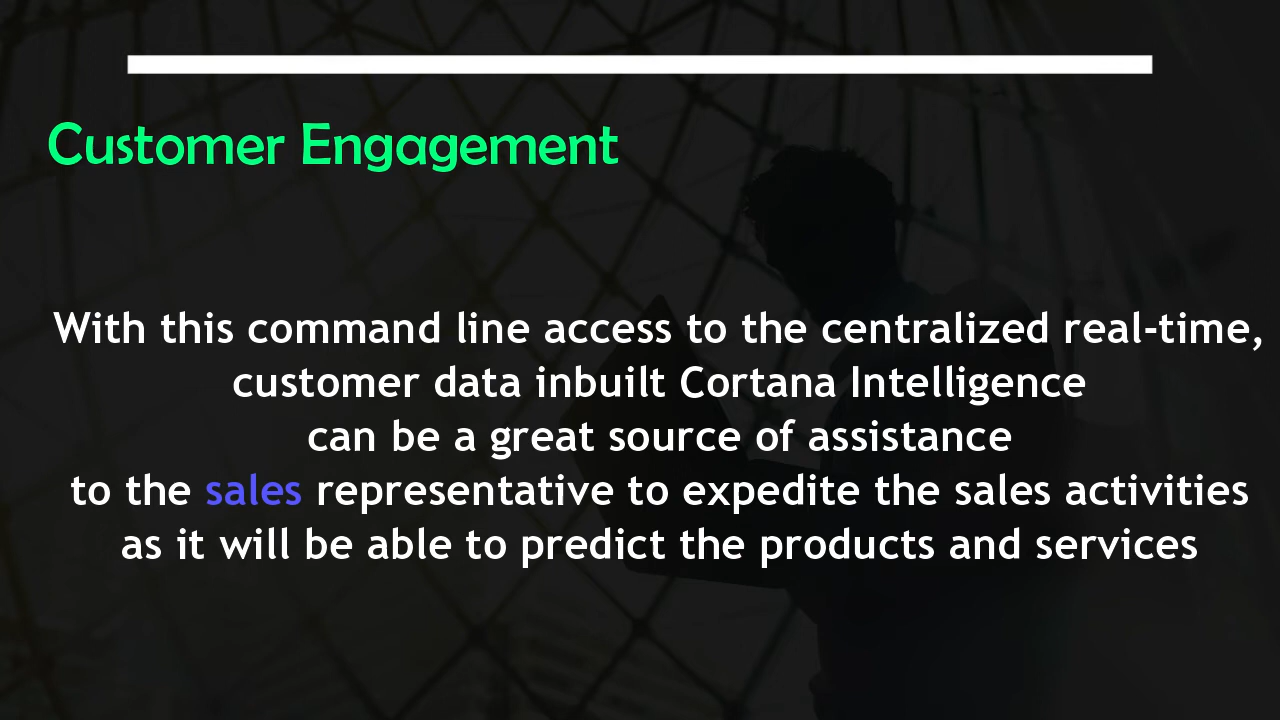 Customer Engagement
With this command line access to the centralized real-time,
customer data inbuilt Cortana Intelligence
can be a great source of assistance
to the sales representative to expedite the sales activities
as it will be able to predict the products and services